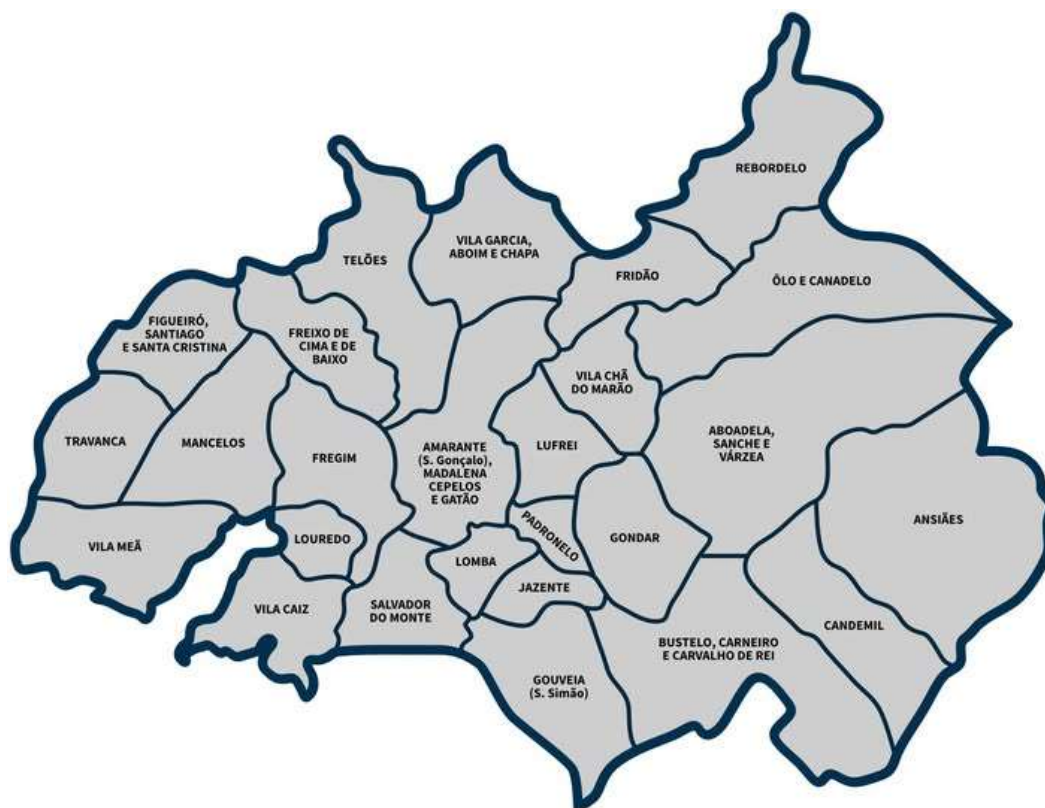 REBORDELO
VILA GARCIA,
ABOIM E CHAPA
TELÕES
FRIDÃO
ÔLO E CANADELO
FIGUEIRÓ,
SANTIAGO
E SANTA CRISTINA
FREIXO DE
CIMA E DE
BAIXO
VILA CHÃ
DO MARÃO
TRAVANCA
MANCELOS
FREGIM
AMARANTE
(S. Gonçalo),
MADALENA
CEPELOS
E GATÃO
LUFREI
ABOADELA,
SANCHE E
VÁRZEA
ANSIÃES
VILA MEÃ
LOUREDO
PADRONELO
GONDAR
LOMBA
JAZENTE
VILA CAIZ
SALVADOR
DO MONTE
CANDEMIL
BUSTELO, CARNEIRO
E CARVALHO DE REI
GOUVEIA
(S. Simão)